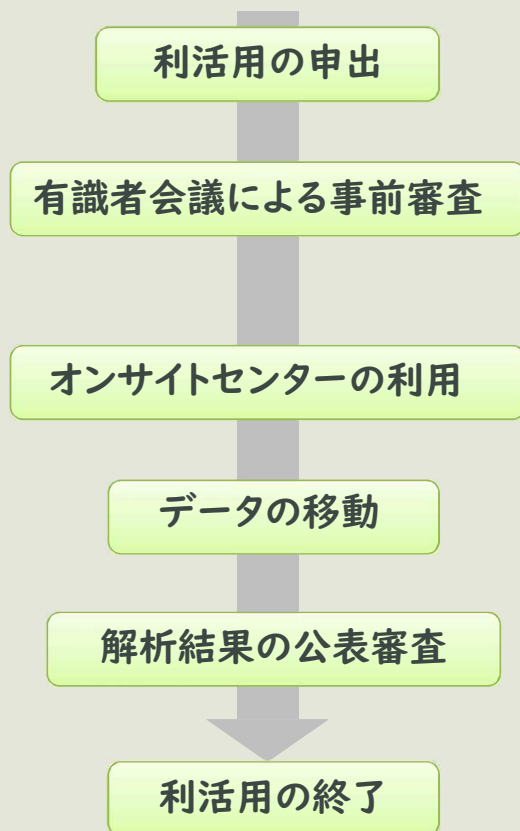 利活用の申出
有識者会議による事前審査
オンサイトセンターの利用
データの移動
解析結果の公表審査
利活用の終了